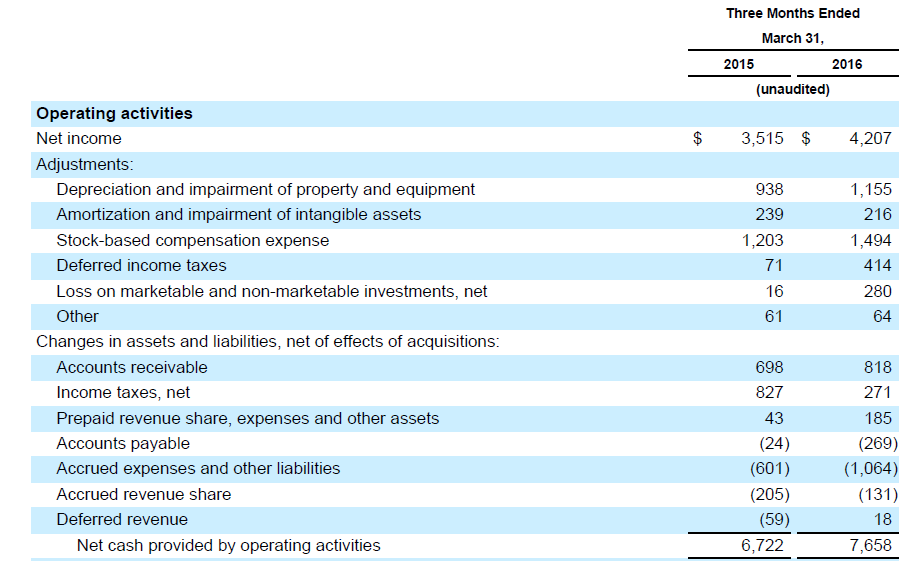 Three Months Ended
March 31,
2015 2016
(unaudited)
Operating activities
Net income $ 3,515 $ 4,207
Adjustments:
Depreciation and impairment of property and equipment 938 1,155
Amortization and impairment of intangible assets 239 216
Stock-based compensation expense 1,203 1,494
Deferred income taxes 71 414
Loss on marketable and non-marketable investments, net 16 280
Other 61 64
Changes in assets and liabilities, net of effects of acquisitions:
Accounts receivable 698 818
Income taxes, net 827 271
Prepaid revenue share, expenses and other assets 43 185
Accounts payable (24) (269)
Accrued expenses and other liabilities (601) (1,064)
Accrued revenue share (205) (131)
Deferred revenue (59) 18
Net cash provided by operating activities 6,722 7,658